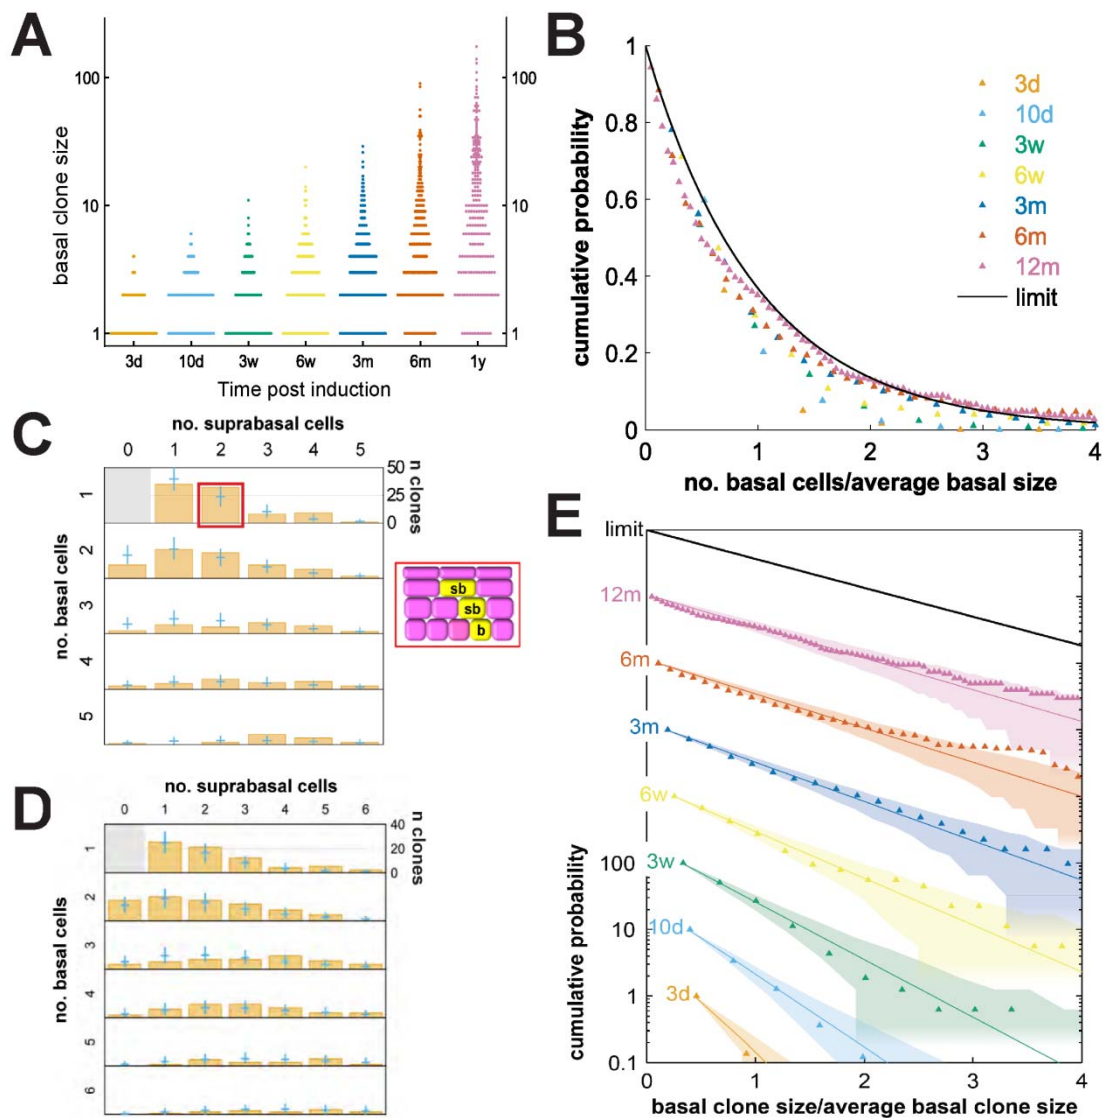 A
basal clone size
100
10
1
100
10
1
3d 10d 3w 6w 3m 6m 1y
Time post induction
B
cumulative probability
1
0.8
0.6
0.4
0.2
0
0 1 2 3 4
no. basal cells/average basal size
3d
10d
3w
6w
3m
6m
12m
limit
C
no. suprabasal cells
0 1 2 3 4 5
no. basal cells
1
2
3
4
5
50
25
0
n clones
sb
sb
b
D
no. suprabasal cells
0 1 2 3 4 5 6
no. basal cells
1
2
3
4
5
6
40
20
0
n clones
E
limit
12m
6m
3m
6w
3w
10d
3d
cumulative probability
100
10
1
0.1
0 1 2 3 4
basal clone size/average basal clone size